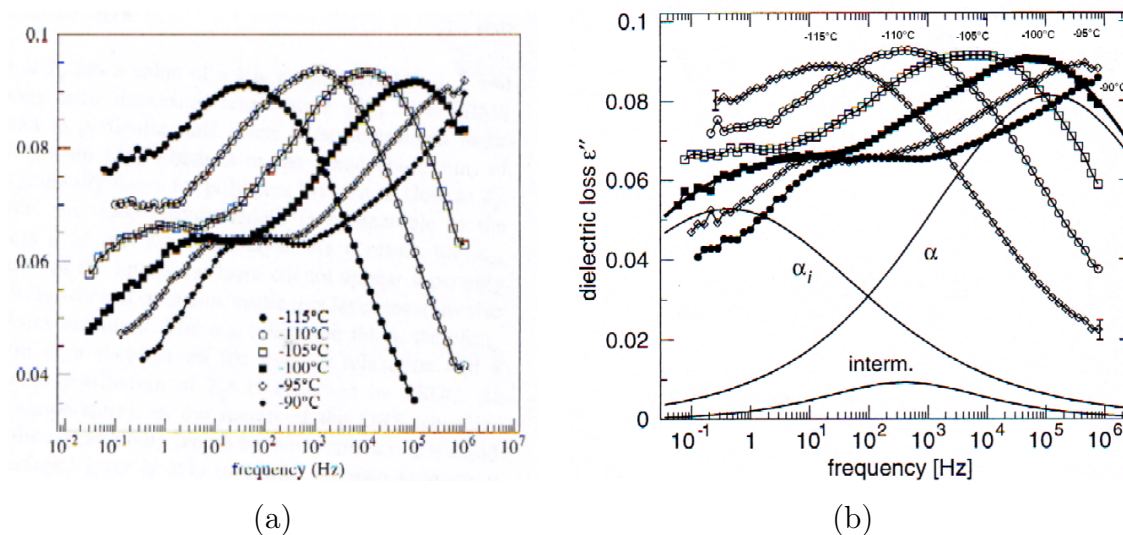 0.1
0.08
0.06
0.04
-115°C
-110°C
-105°C
-100°C
-95°C
-90°C
10⁻² 10⁻¹ 10⁰ 10¹ 10² 10³ 10⁴ 10⁵ 10⁶ 10⁷
frequency (Hz)
(a)
0.1
0.08
0.06
0.04
0.02
0
dielectric loss ε″
-115°C -110°C -105°C -100°C -95°C
-90°C
α
αᵢ
interm.
10⁻¹ 1 10¹ 10² 10³ 10⁴ 10⁵ 10⁶
frequency [Hz]
(b)